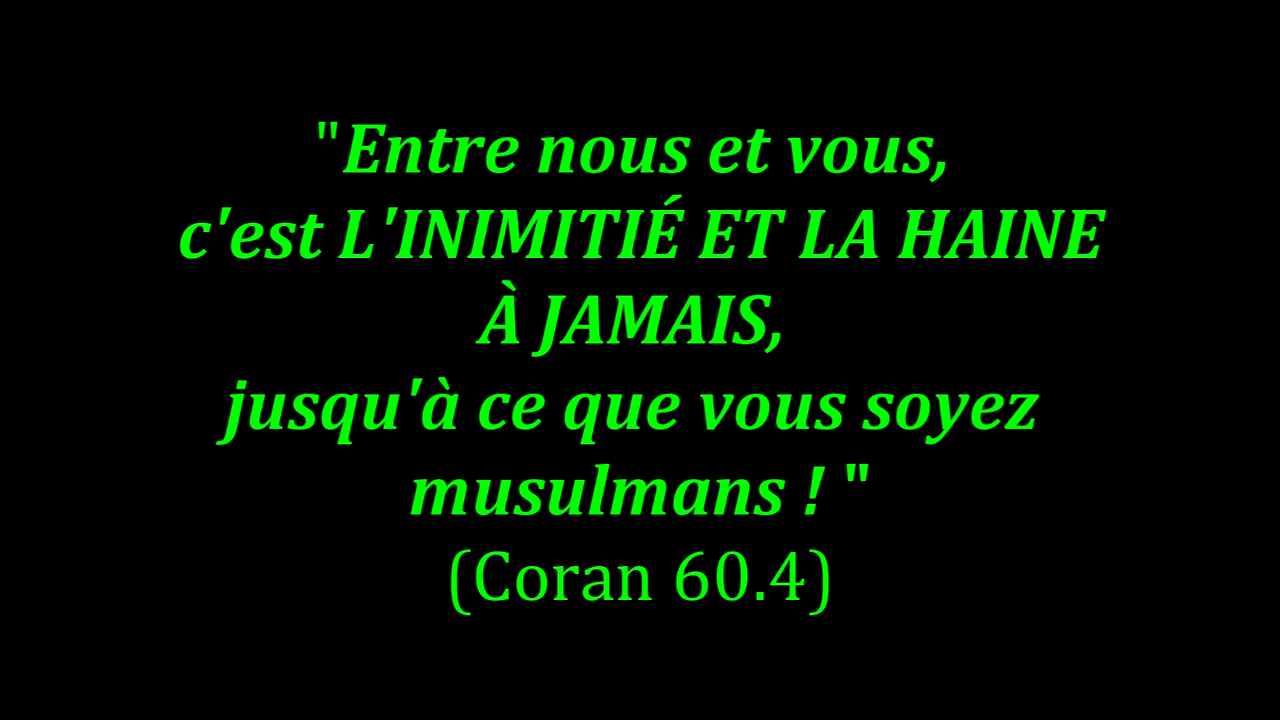 "Entre nous et vous,
c'est L'INIMITIÉ ET LA HAINE
À JAMAIS,
jusqu'à ce que vous soyez
musulmans ! "
(Coran 60.4)